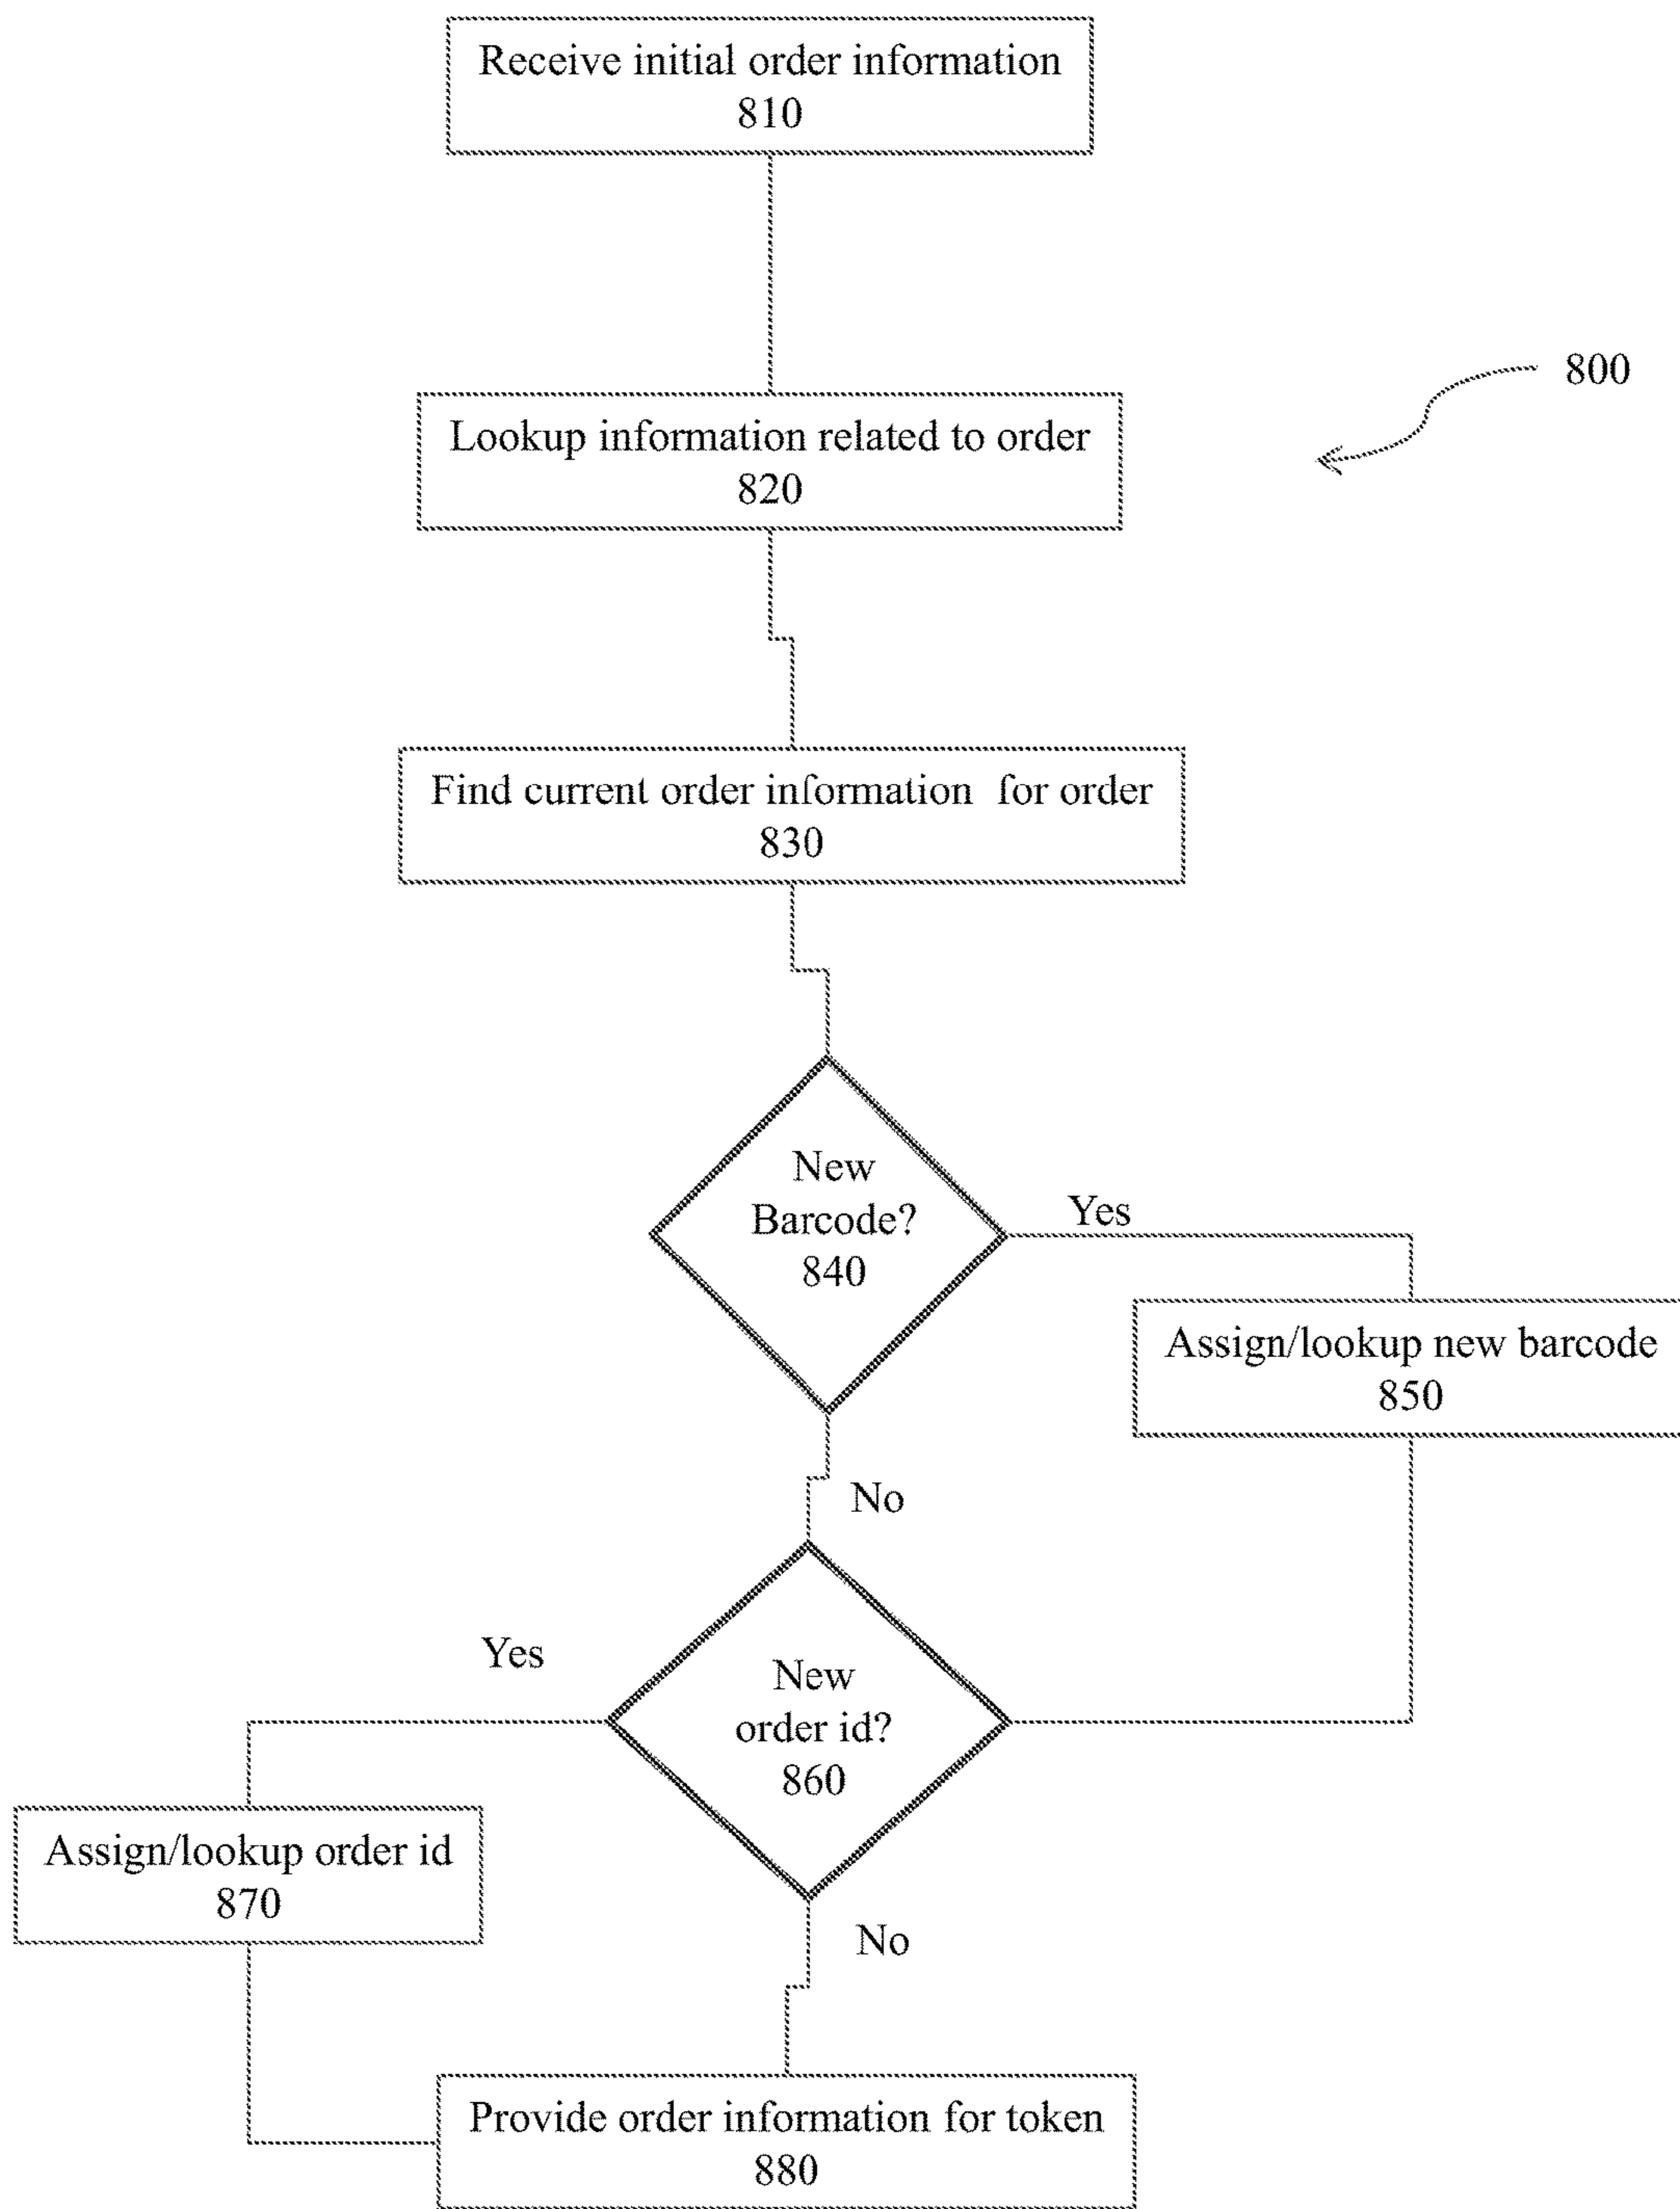 Receive initial order information
810
800
Lookup information related to order
820
Find current order information for order
830
New
Barcode?
840
Yes
Assign/lookup new barcode
850
No
Yes
New
order id?
860
Assign/lookup order id
870
No
Provide order information for token
880